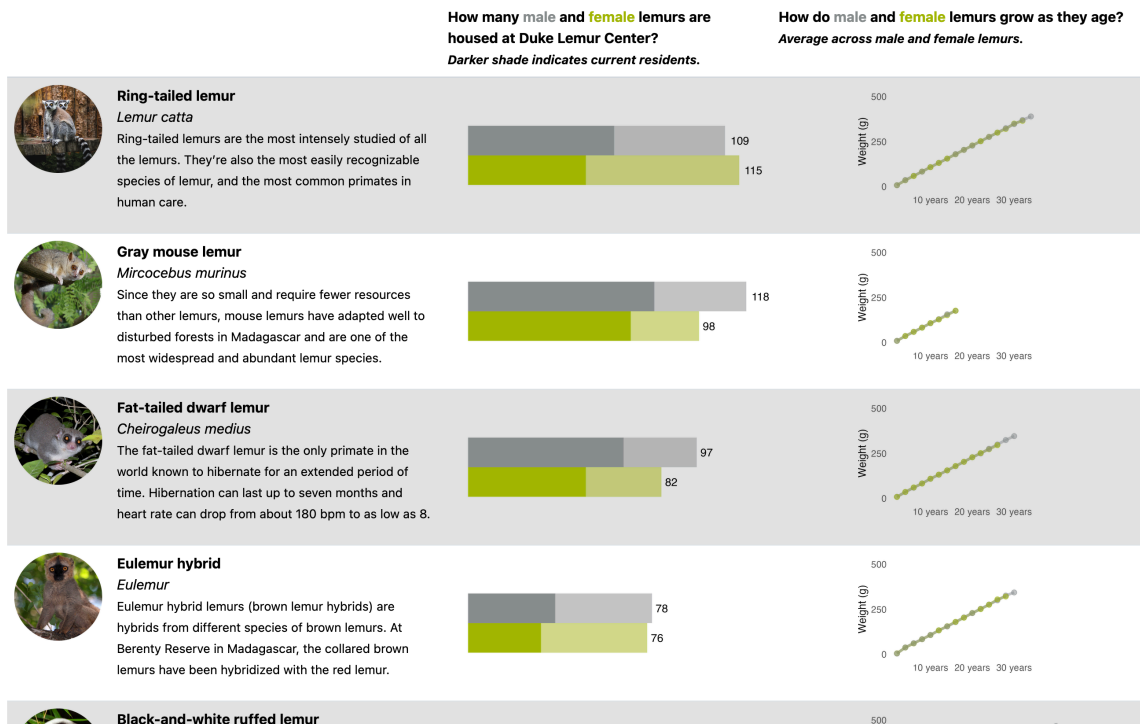 How many male and female lemurs are
housed at Duke Lemur Center?
Darker shade indicates current residents.
How do male and female lemurs grow as they age?
Average across male and female lemurs.
Ring-tailed lemur
Lemur catta
Ring-tailed lemurs are the most intensely studied of all
the lemurs. They’re also the most easily recognizable
species of lemur, and the most common primates in
human care.
109
115
500
250
0
Weight (g)
10 years 20 years 30 years
Gray mouse lemur
Mircocebus murinus
Since they are so small and require fewer resources
than other lemurs, mouse lemurs have adapted well to
disturbed forests in Madagascar and are one of the
most widespread and abundant lemur species.
118
98
500
250
0
Weight (g)
10 years 20 years 30 years
Fat-tailed dwarf lemur
Cheirogaleus medius
The fat-tailed dwarf lemur is the only primate in the
world known to hibernate for an extended period of
time. Hibernation can last up to seven months and
heart rate can drop from about 180 bpm to as low as 8.
97
82
500
250
0
Weight (g)
10 years 20 years 30 years
Eulemur hybrid
Eulemur
Eulemur hybrid lemurs (brown lemur hybrids) are
hybrids from different species of brown lemurs. At
Berenty Reserve in Madagascar, the collared brown
lemurs have been hybridized with the red lemur.
78
76
500
250
0
Weight (g)
10 years 20 years 30 years
Black-and-white ruffed lemur
500